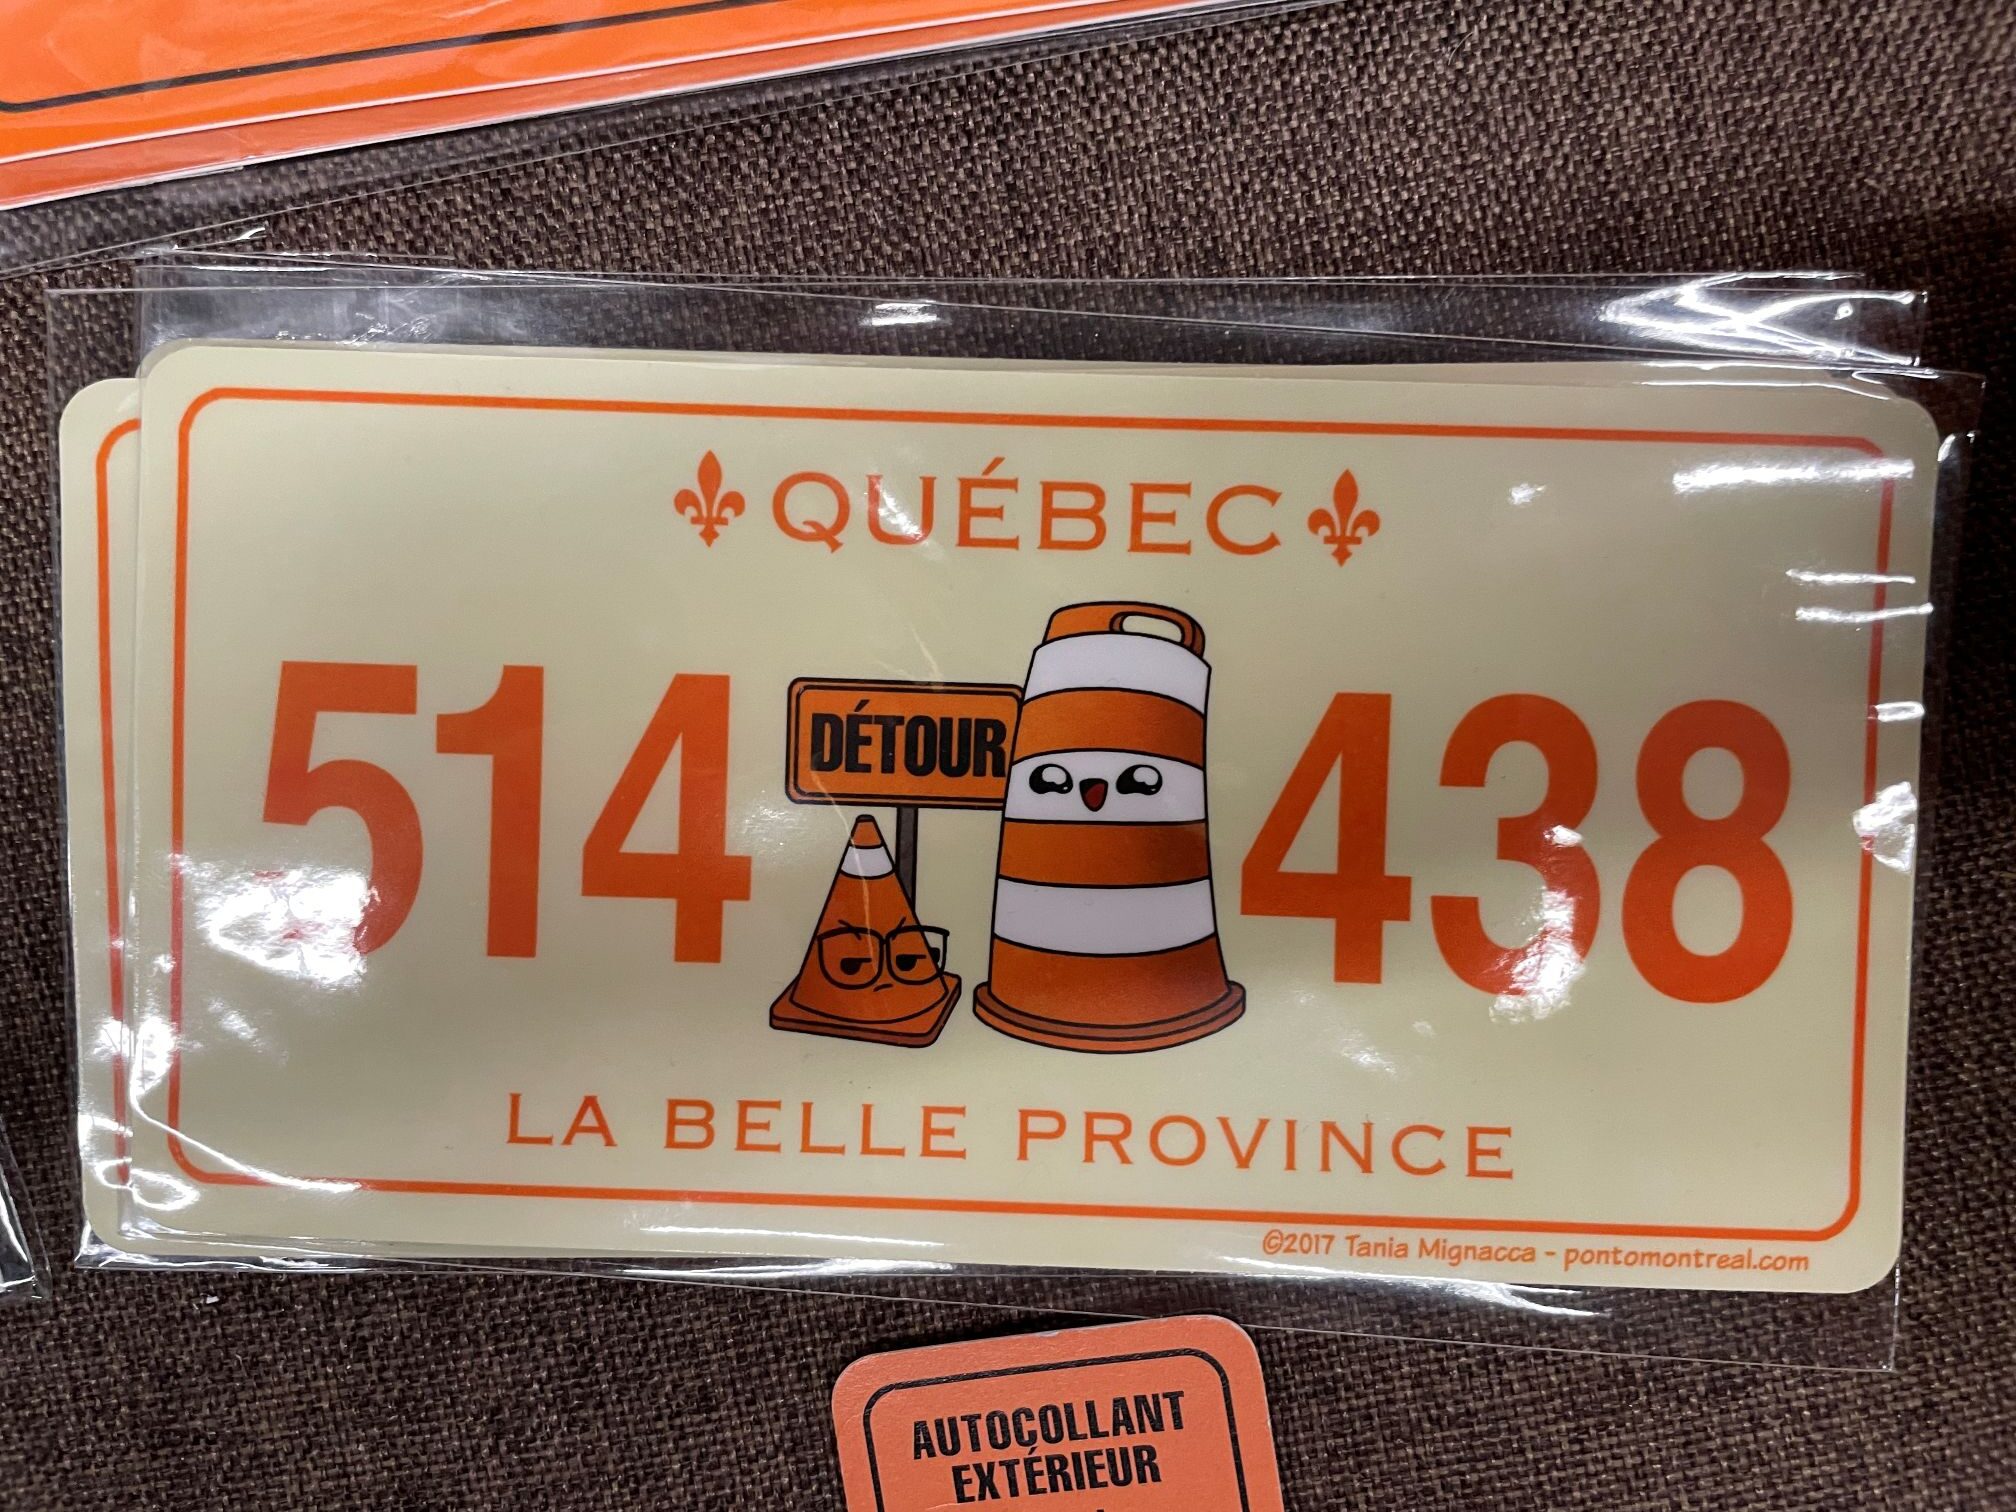 QUÉBEC
514 DÉTOUR 438
LA BELLE PROVINCE
©2017 Tania Mignacca - pontomontreal.com
AUTOCOLLANT
EXTÉRIEUR